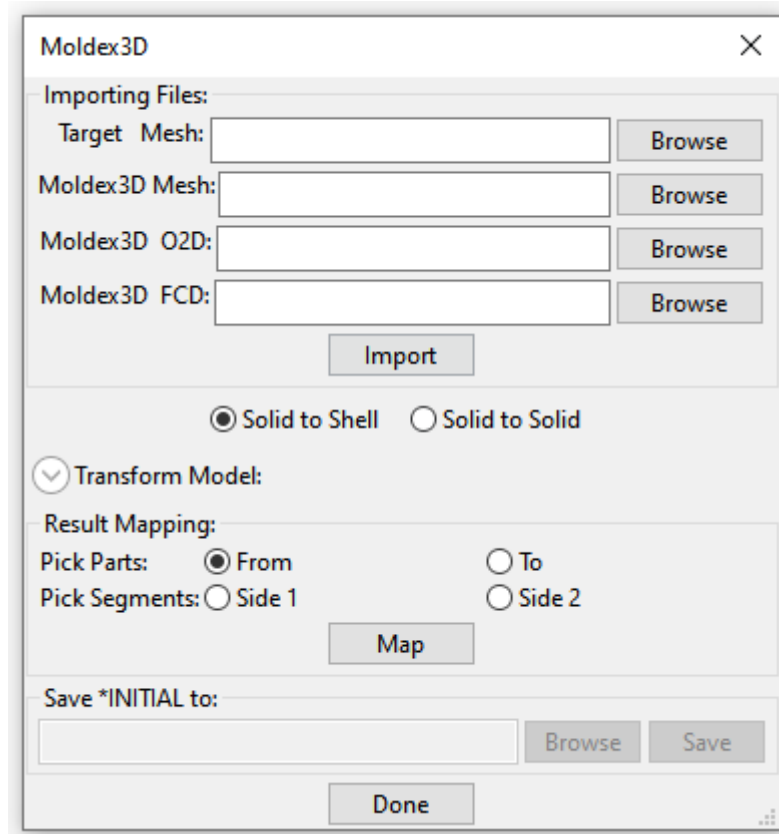 Moldex3D
Importing Files:
Target Mesh: Browse
Moldex3D Mesh: Browse
Moldex3D O2D: Browse
Moldex3D FCD: Browse
Import
Solid to Shell Solid to Solid
Transform Model:
Result Mapping:
Pick Parts: From To
Pick Segments: Side 1 Side 2
Map
Save *INITIAL to:
Browse Save
Done